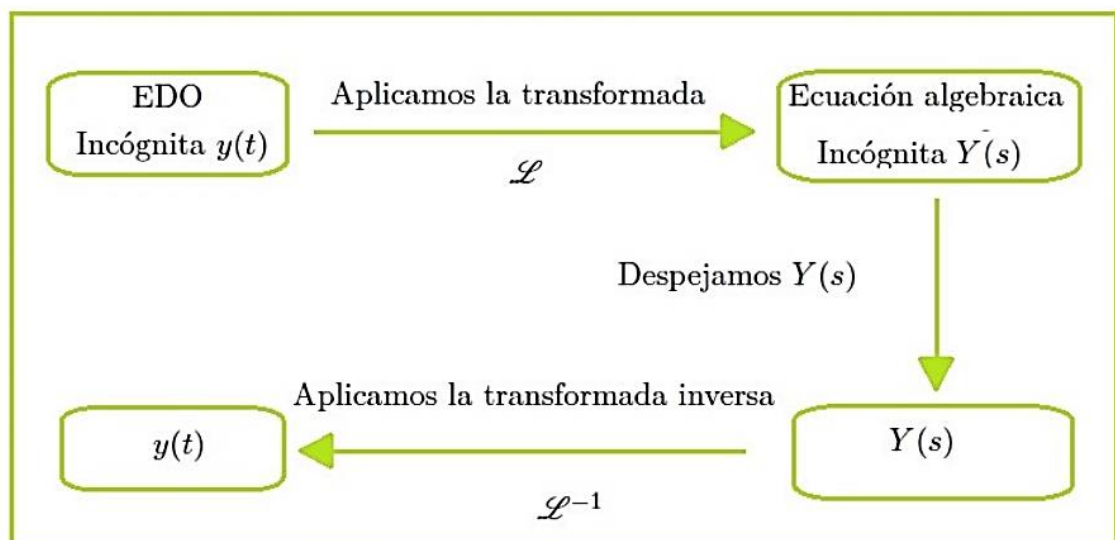 EDO
Incógnita y(t)
Aplicamos la transformada
ℒ
Ecuación algebraica
Incógnita Y(s)
Despejamos Y(s)
Y(s)
Aplicamos la transformada inversa
ℒ⁻¹
y(t)